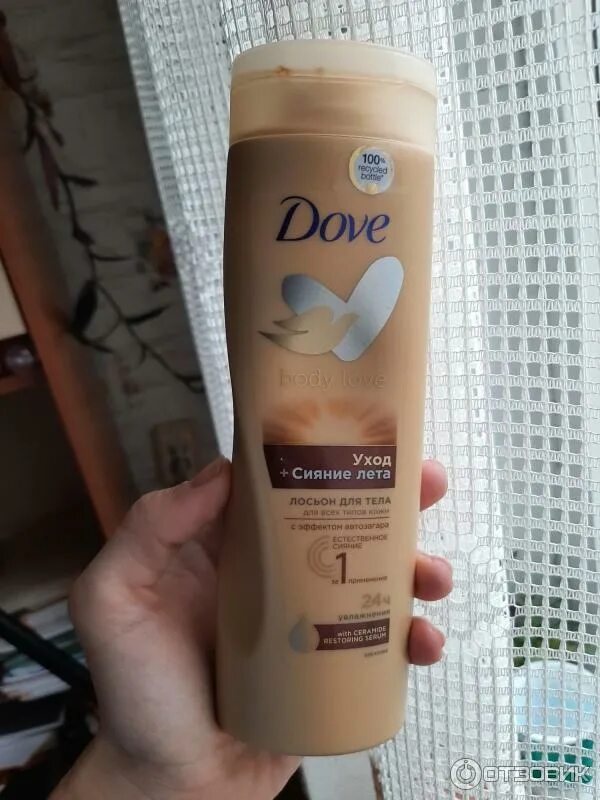 100%
recycled
bottle*
Dove
body love
Уход
+ Сияние лета
ЛОСЬОН ДЛЯ ТЕЛА
для всех типов кожи
с эффектом автозагара
ЕСТЕСТВЕННОЕ
СИЯНИЕ
за 1 применение
24ч
увлажнения
with CERAMIDE
RESTORING SERUM
ОТЗОВИК